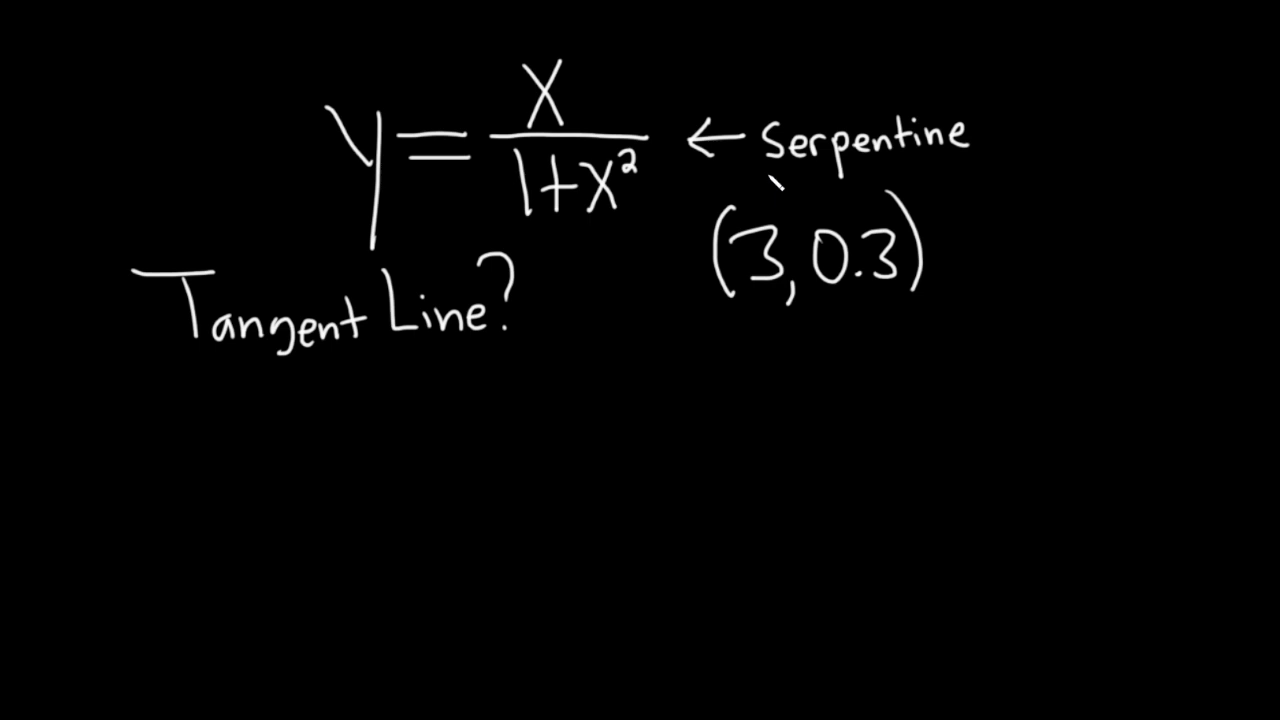 y = x / (1+x²) ← Serpentine
(3, 0.3)
Tangent Line?